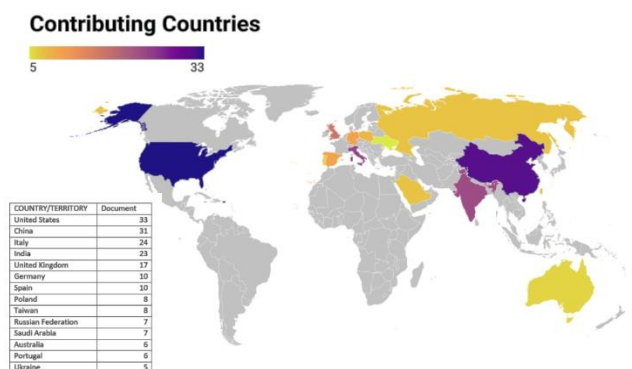 Contributing Countries
5 33
COUNTRY/TERRITORY Document
United States 33
China 31
Italy 24
India 23
United Kingdom 17
Germany 10
Spain 10
Poland 8
Taiwan 8
Russian Federation 7
Saudi Arabia 7
Australia 6
Portugal 6
Ukraine 5